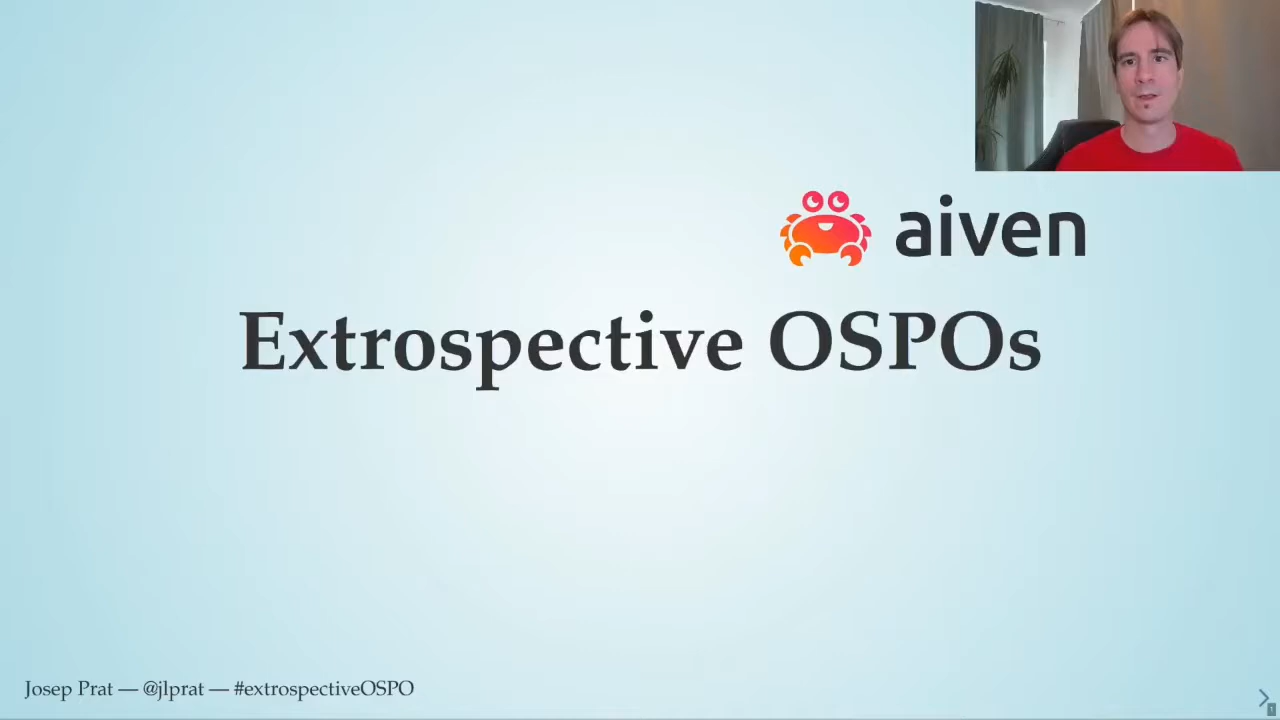 aiven
Extrospective OSPOs
Josep Prat — @jlprat — #extrospectiveOSPO